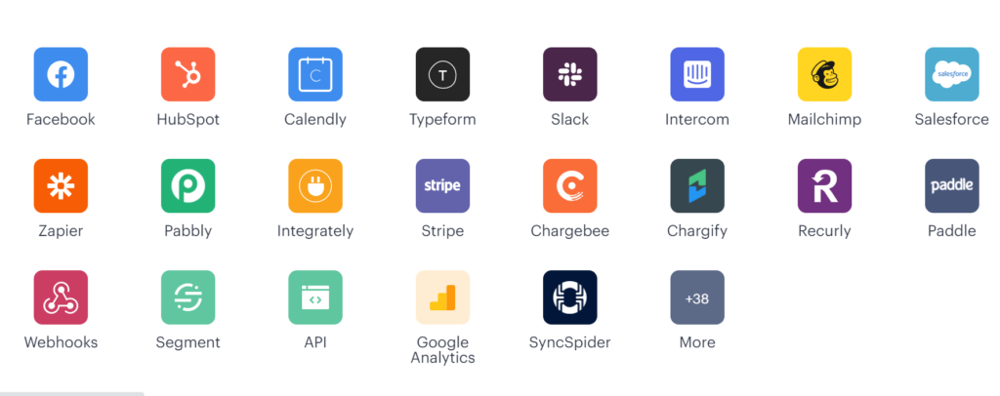 Facebook
HubSpot
C
Calendly
T
Typeform
Slack
Intercom
Mailchimp
salesforce
Salesforce
Zapier
Pabbly
Integrately
stripe
Stripe
Chargebee
Chargify
Recurly
paddle
Paddle
Webhooks
Segment
API
Google
Analytics
SyncSpider
+38
More